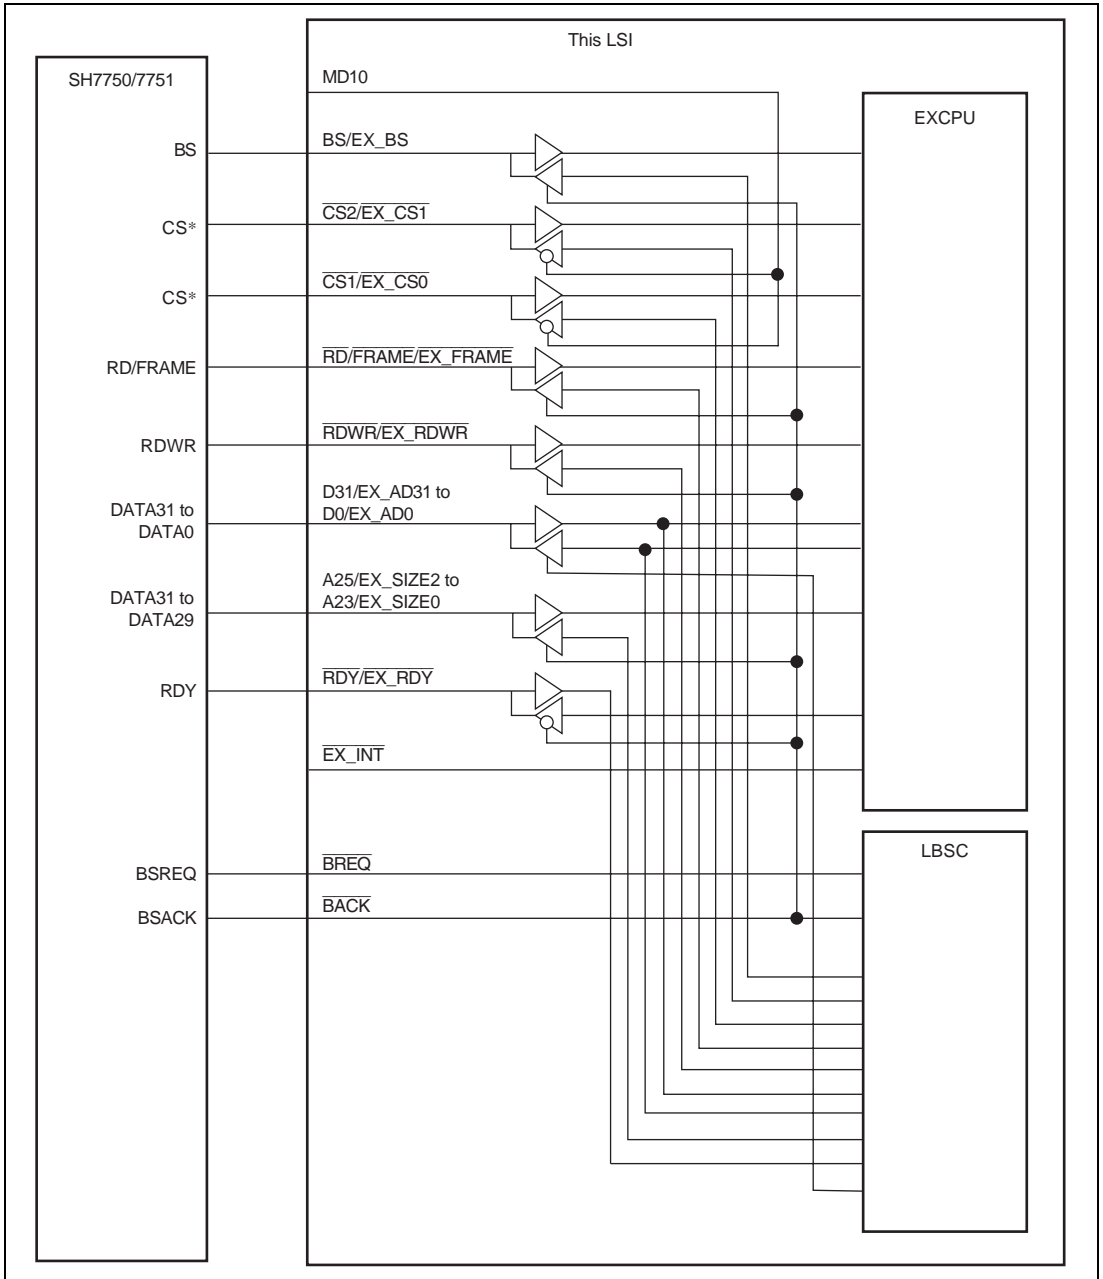 This LSI
SH7750/7751
MD10
EXCPU
BS
BS/EX_BS
CS*
CS2/EX_CS1
CS*
CS1/EX_CS0
RD/FRAME
RD/FRAME/EX_FRAME
RDWR
RDWR/EX_RDWR
DATA31 to
DATA0
D31/EX_AD31 to
D0/EX_AD0
DATA31 to
DATA29
A25/EX_SIZE2 to
A23/EX_SIZE0
RDY
RDY/EX_RDY
EX_INT
LBSC
BSREQ
BREQ
BSACK
BACK